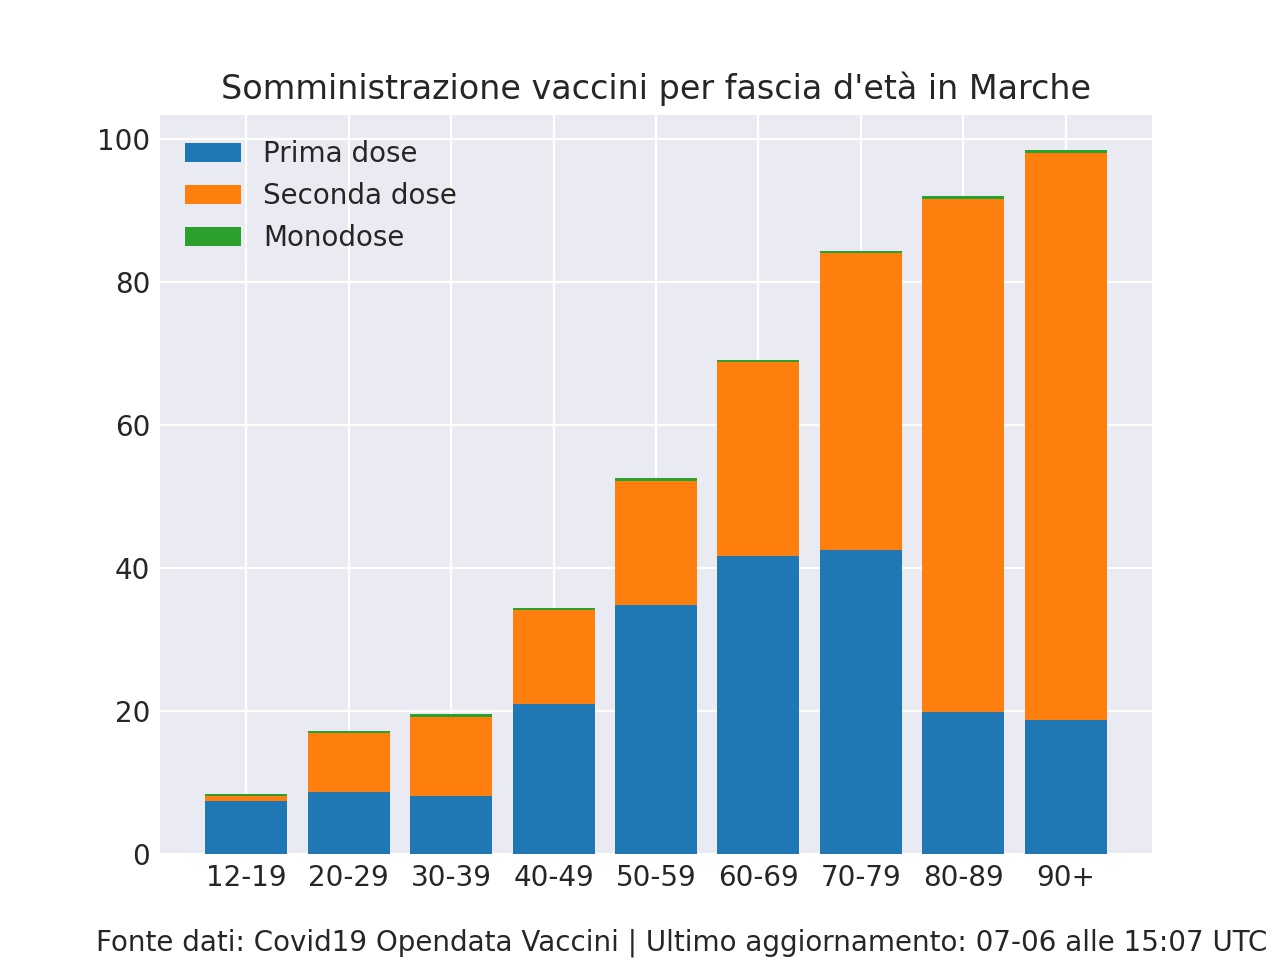 Somministrazione vaccini per fascia d'età in Marche
100
80
60
40
20
0
Prima dose
Seconda dose
Monodose
12-19 20-29 30-39 40-49 50-59 60-69 70-79 80-89 90+
Fonte dati: Covid19 Opendata Vaccini | Ultimo aggiornamento: 07-06 alle 15:07 UTC